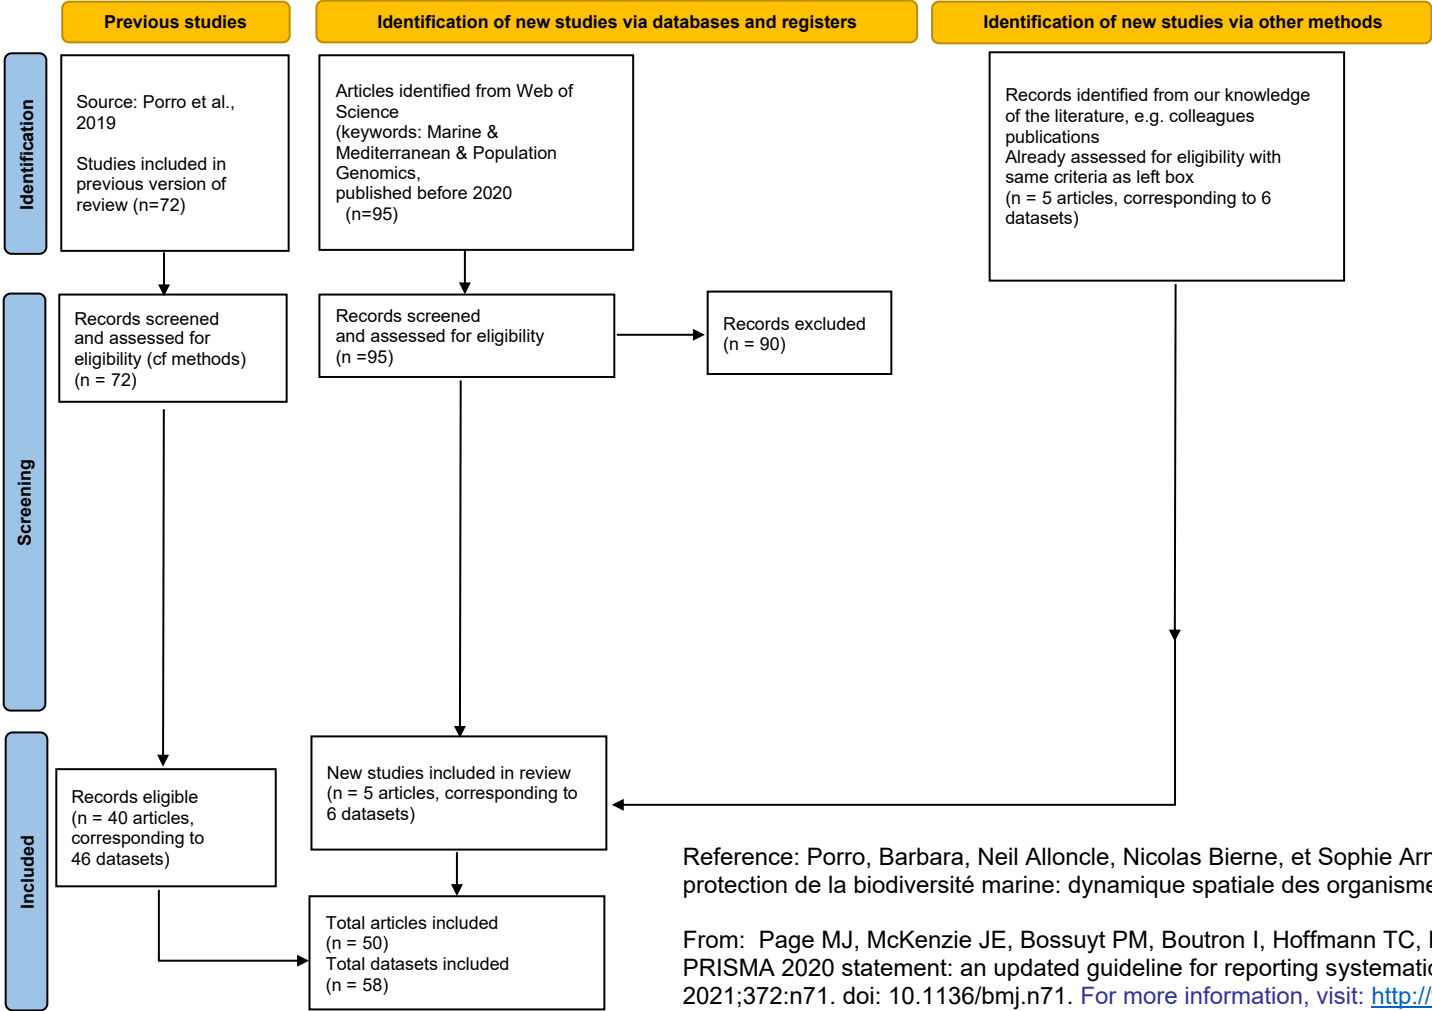 Previous studies
Identification of new studies via databases and registers
Identification of new studies via other methods
Identification
Source: Porro et al.,
2019
Studies included in
previous version of
review (n=72)
Articles identified from Web of
Science
(keywords: Marine &
Mediterranean & Population
Genomics,
published before 2020
(n=95)
Records identified from our knowledge
of the literature, e.g. colleagues
publications
Already assessed for eligibility with
same criteria as left box
(n = 5 articles, corresponding to 6
datasets)
Screening
Records screened
and assessed for
eligibility (cf methods)
(n = 72)
Records screened
and assessed for eligibility
(n =95)
Records excluded
(n = 90)
Included
Records eligible
(n = 40 articles,
corresponding to
46 datasets)
New studies included in review
(n = 5 articles, corresponding to
6 datasets)
Total articles included
(n = 50)
Total datasets included
(n = 58)
Reference: Porro, Barbara, Neil Alloncle, Nicolas Bierne, et Sophie Arn
protection de la biodiversité marine: dynamique spatiale des organisme
From: Page MJ, McKenzie JE, Bossuyt PM, Boutron I, Hoffmann TC,
PRISMA 2020 statement: an updated guideline for reporting systematic
2021;372:n71. doi: 10.1136/bmj.n71. For more information, visit: http://